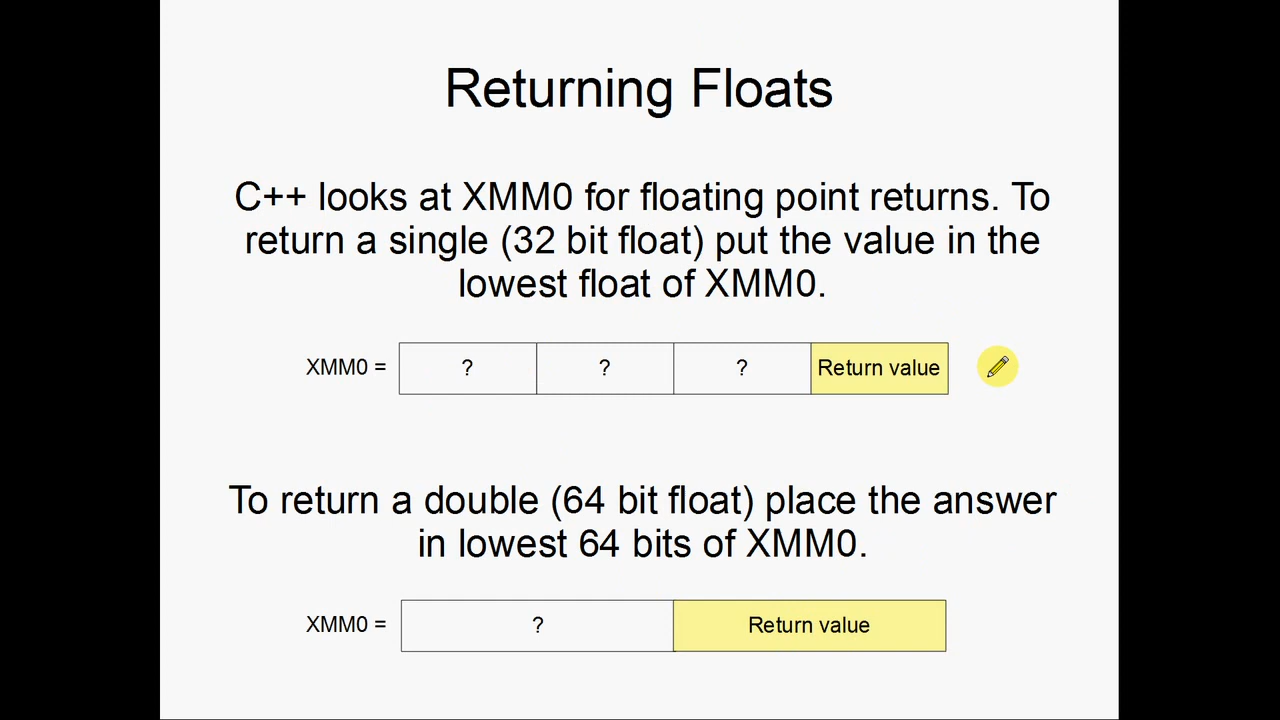 Returning Floats
C++ looks at XMM0 for floating point returns. To
return a single (32 bit float) put the value in the
lowest float of XMM0.
XMM0 = ? ? ? Return value
To return a double (64 bit float) place the answer
in lowest 64 bits of XMM0.
XMM0 = ? Return value